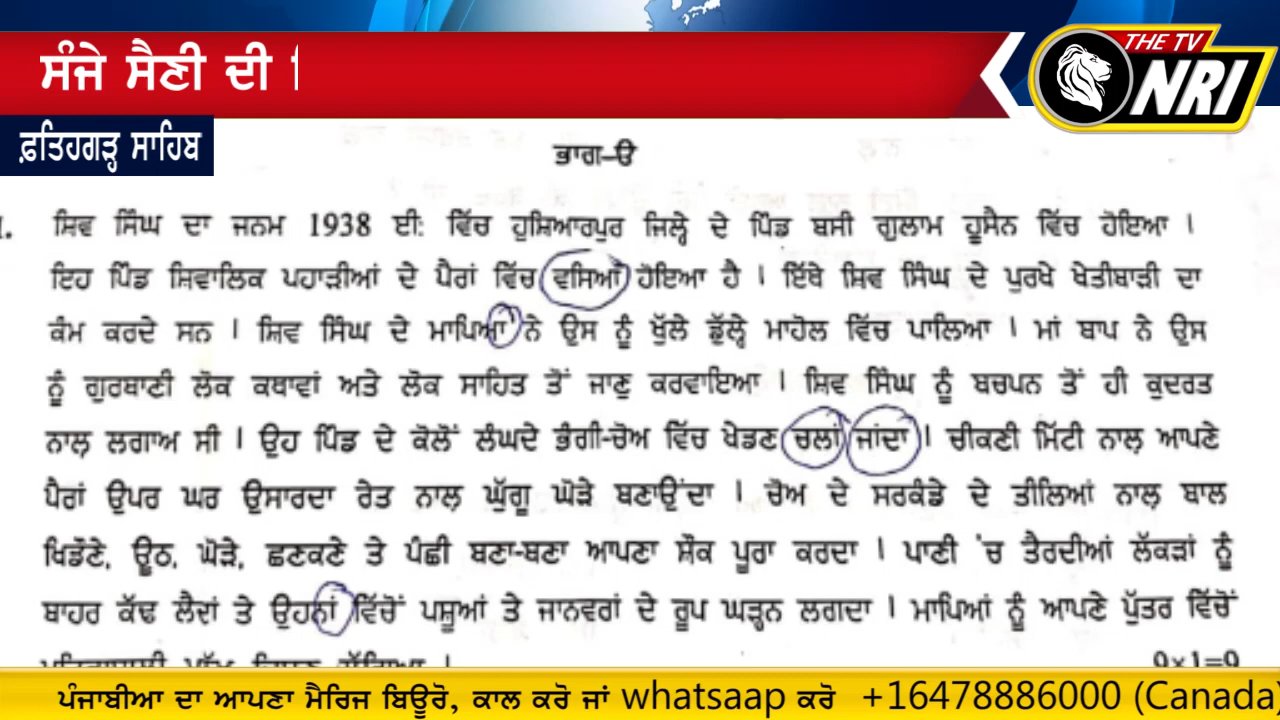 ਸੰਜੇ ਸੈਣੀ ਦੀ
THE TV
NRI
ਫ਼ਤਿਹਗੜ੍ਹ ਸਾਹਿਬ
ਭਾਗ–ੳ
ਸ਼ਿਵ ਸਿੰਘ ਦਾ ਜਨਮ 1938 ਈ: ਵਿੱਚ ਹੁਸ਼ਿਆਰਪੁਰ ਜਿਲ੍ਹੇ ਦੇ ਪਿੰਡ ਬਸੀ ਗੁਲਾਮ ਹੂਸੈਨ ਵਿੱਚ ਹੋਇਆ ।
ਇਹ ਪਿੰਡ ਸ਼ਿਵਾਲਿਕ ਪਹਾੜੀਆਂ ਦੇ ਪੈਰਾਂ ਵਿੱਚ ਵਸਿਆਂ ਹੋਇਆ ਹੈ । ਇੱਥੇ ਸ਼ਿਵ ਸਿੰਘ ਦੇ ਪੁਰਖੇ ਖੇਤੀਬਾੜੀ ਦਾ
ਕੰਮ ਕਰਦੇ ਸਨ । ਸ਼ਿਵ ਸਿੰਘ ਦੇ ਮਾਪਿਆਂ ਨੇ ਉਸ ਨੂੰ ਖੁੱਲੇ ਡੁੱਲ੍ਹੇ ਮਾਹੋਲ ਵਿੱਚ ਪਾਲਿਆ । ਮਾਂ ਬਾਪ ਨੇ ਉਸ
ਨੂੰ ਗੁਰਬਾਣੀ ਲੋਕ ਕਥਾਵਾਂ ਅਤੇ ਲੋਕ ਸਾਹਿਤ ਤੋਂ ਜਾਣੂ ਕਰਵਾਇਆ । ਸ਼ਿਵ ਸਿੰਘ ਨੂੰ ਬਚਪਨ ਤੋਂ ਹੀ ਕੁਦਰਤ
ਨਾਲ਼ ਲਗਾਅ ਸੀ । ਉਹ ਪਿੰਡ ਦੇ ਕੋਲੋਂ ਲੰਘਦੇ ਭੰਗੀ-ਚੋਅ ਵਿੱਚ ਖੇਡਣ ਚਲਾਂ ਜਾਂਦਾ । ਚੀਕਣੀ ਮਿੱਟੀ ਨਾਲ਼ ਆਪਣੇ
ਪੈਰਾਂ ਉਪਰ ਘਰ ਉਸਾਰਦਾ ਰੇਤ ਨਾਲ਼ ਘੁੱਗੂ ਘੋੜੇ ਬਣਾਉਂਦਾ । ਚੋਅ ਦੇ ਸਰਕੰਡੇ ਦੇ ਤੀਲਿਆਂ ਨਾਲ਼ ਬਾਲ
ਖਿਡੌਣੇ, ਊਠ, ਘੋੜੇ, ਛਣਕਣੇ ਤੇ ਪੰਛੀ ਬਣਾ-ਬਣਾ ਆਪਣਾ ਸ਼ੌਕ ਪੂਰਾ ਕਰਦਾ । ਪਾਣੀ 'ਚ ਤੈਰਦੀਆਂ ਲੱਕੜਾਂ ਨੂੰ
ਬਾਹਰ ਕੱਢ ਲੈਂਦਾਂ ਤੇ ਉਹਨਾਂ ਵਿੱਚੋਂ ਪਸ਼ੂਆਂ ਤੇ ਜਾਨਵਰਾਂ ਦੇ ਰੂਪ ਘੜ੍ਹਨ ਲਗਦਾ । ਮਾਪਿਆਂ ਨੂੰ ਆਪਣੇ ਪੁੱਤਰ ਵਿੱਚੋਂ
9×1=9
ਪੰਜਾਬੀਆ ਦਾ ਆਪਣਾ ਮੈਰਿਜ ਬਿਊਰੋ, ਕਾਲ ਕਰੋ ਜਾਂ whatsaap ਕਰੋ +16478886000 (Canada)